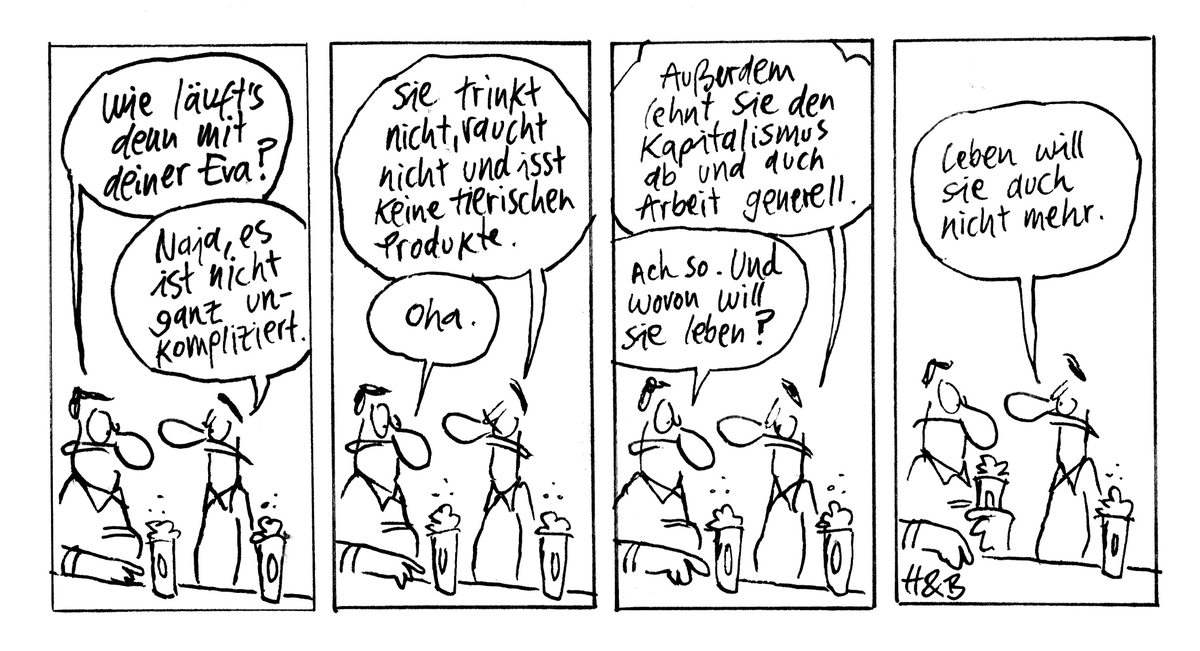 Wie läuft's
denn mit
deiner Eva?
Naja, es
ist nicht
ganz un-
kompliziert.
Sie trinkt
nicht, raucht
nicht und isst
keine tierischen
Produkte.
Oha.
Außerdem
lehnt sie den
Kapitalismus
ab und auch
Arbeit generell.
Ach so. Und
wovon will
sie leben?
Leben will
sie auch
nicht mehr.
H&B